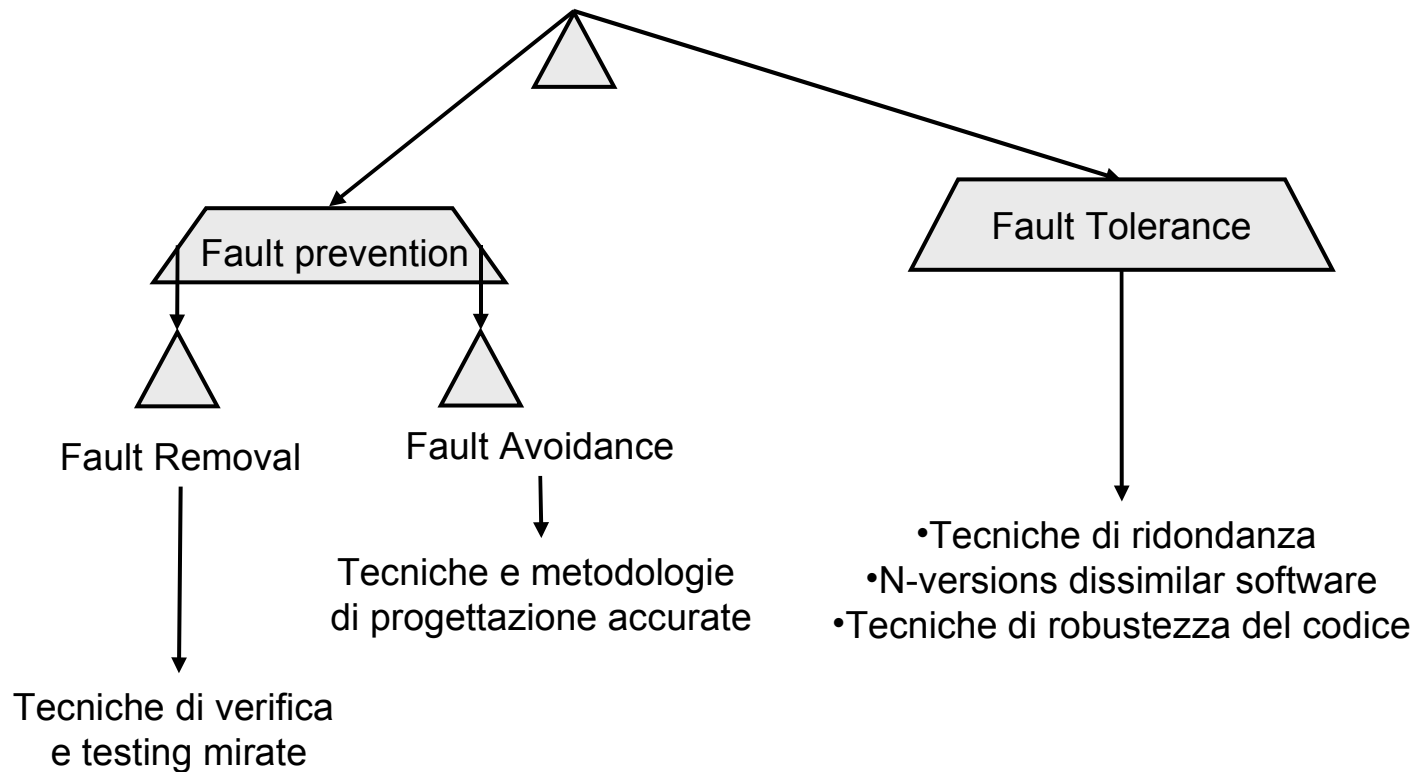 Fault prevention
Fault Tolerance
Fault Removal
Fault Avoidance
Tecniche e metodologie
di progettazione accurate
•Tecniche di ridondanza
•N-versions dissimilar software
•Tecniche di robustezza del codice
Tecniche di verifica
e testing mirate